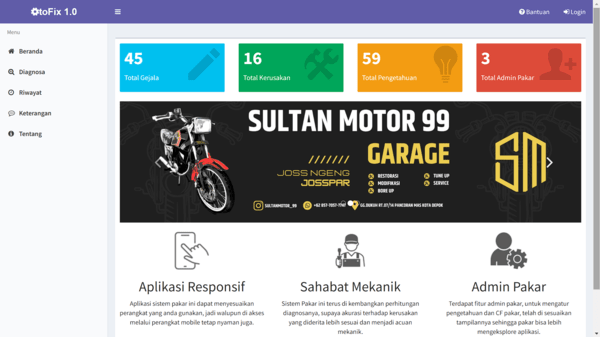 toFix 1.0
Bantuan
Login
Menu
Beranda
Diagnosa
Riwayat
Keterangan
Tentang
45
Total Gejala
16
Total Kerusakan
59
Total Pengetahuan
3
Total Admin Pakar
SULTAN MOTOR 99
GARAGE
JOSS NGENG
JOSSPAR
RESTORASI
MODIFIKASI
BORE UP
TUNE UP
SERVICE
SULTANMOTOR_99
SM
Aplikasi Responsif
Aplikasi sistem pakar ini dapat menyesuaikan
perangkat yang anda gunakan, jadi walupun di akses
melalui perangkat mobile tetap nyaman juga.
Sahabat Mekanik
Sistem Pakar ini terus di kembangkan perhitungan
diagnosanya, supaya akurasi terhadap kerusakan
yang diderita lebih sesuai dan menjadi acuan
mekanik.
Admin Pakar
Terdapat fitur admin pakar, untuk mengatur
pengetahuan dan CF pakar, telah di sesuaikan
tampilannya sehingga pakar bisa lebih
mengeksplore aplikasi.